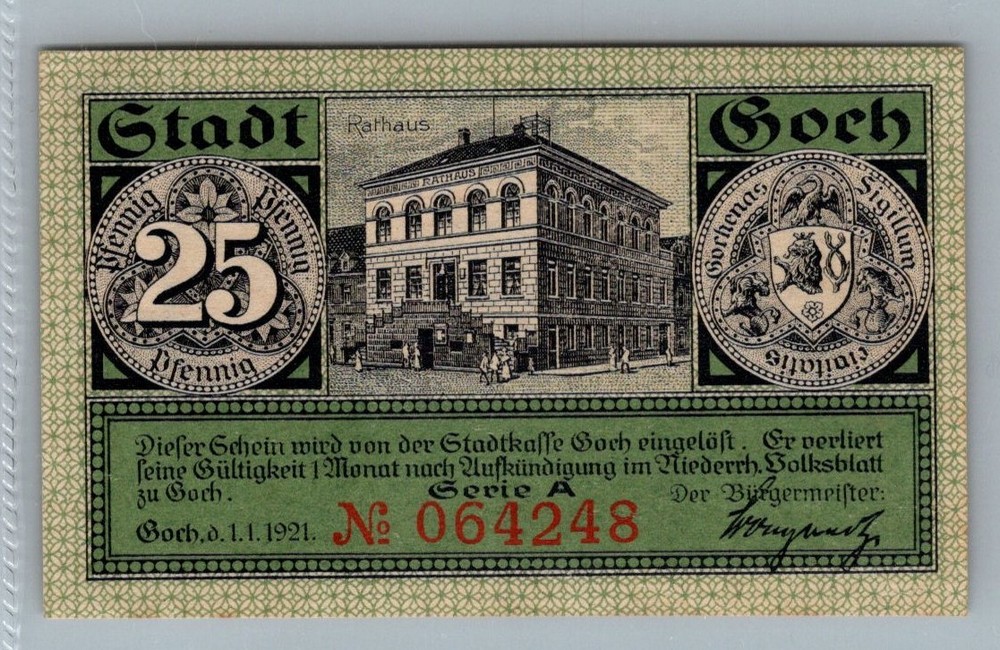 Stadt
Rathaus
Goch
RATHAUS
Pfennig
Pfennig
25
Pfennig
Gochenas
Sigillum
civitatis
Dieser Schein wird von der Stadtkasse Goch eingelöst. Er verliert
seine Gültigkeit 1 Monat nach Aufkündigung im Niederrh. Volksblatt
zu Goch.
Serie A
Der Bürgermeister:
Goch, d. 1.1.1921.
№ 064248